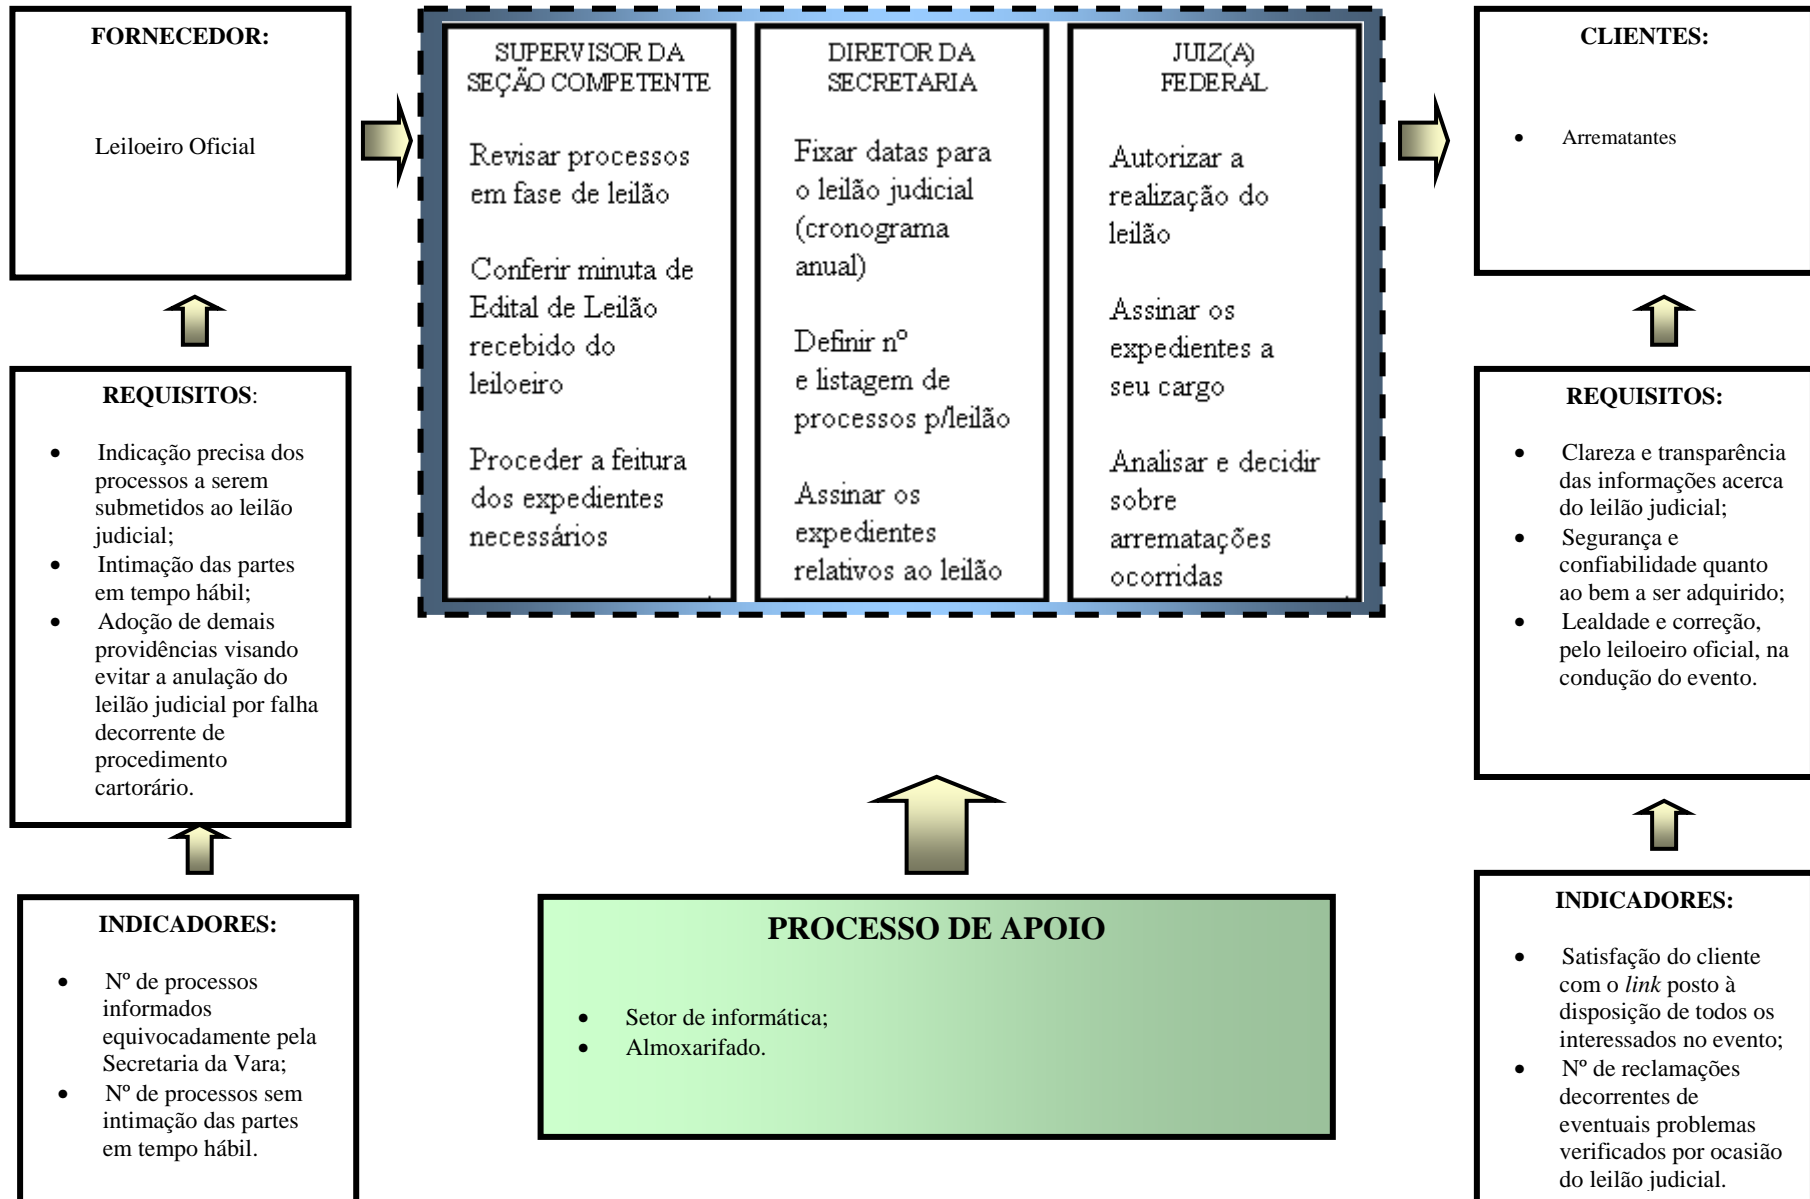 FORNECEDOR:
Leiloeiro Oficial
SUPERVISOR DA
SEÇÃO COMPETENTE
Revisar processos
em fase de leilão
Conferir minuta de
Edital de Leilão
recebido do
leiloeiro
Proceder a feitura
dos expedientes
necessários
DIRETOR DA
SECRETARIA
Fixar datas para
o leilão judicial
(cronograma
anual)
Definir nº
e listagem de
processos p/leilão
Assinar os
expedientes
relativos ao leilão
JUIZ(A)
FEDERAL
Autorizar a
realização do
leilão
Assinar os
expedientes a
seu cargo
Analisar e decidir
sobre
arrematações
ocorridas
CLIENTES:
• Arrematantes
REQUISITOS:
• Indicação precisa dos
processos a serem
submetidos ao leilão
judicial;
• Intimação das partes
em tempo hábil;
• Adoção de demais
providências visando
evitar a anulação do
leilão judicial por falha
decorrente de
procedimento
cartorário.
REQUISITOS:
• Clareza e transparência
das informações acerca
do leilão judicial;
• Segurança e
confiabilidade quanto
ao bem a ser adquirido;
• Lealdade e correção,
pelo leiloeiro oficial, na
condução do evento.
INDICADORES:
• Nº de processos
informados
equivocadamente pela
Secretaria da Vara;
• Nº de processos sem
intimação das partes
em tempo hábil.
PROCESSO DE APOIO
• Setor de informática;
• Almoxarifado.
INDICADORES:
• Satisfação do cliente
com o link posto à
disposição de todos os
interessados no evento;
• Nº de reclamações
decorrentes de
eventuais problemas
verificados por ocasião
do leilão judicial.